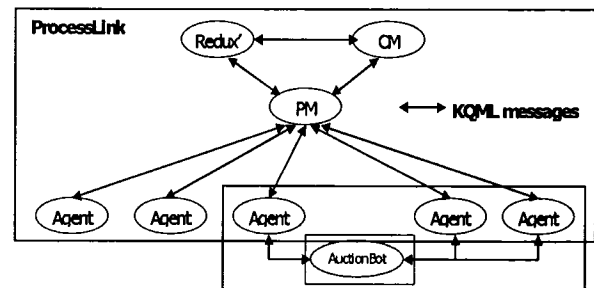 ProcessLink
Redux’ CM
PM
KQML messages
Agent Agent Agent Agent Agent
AuctionBot